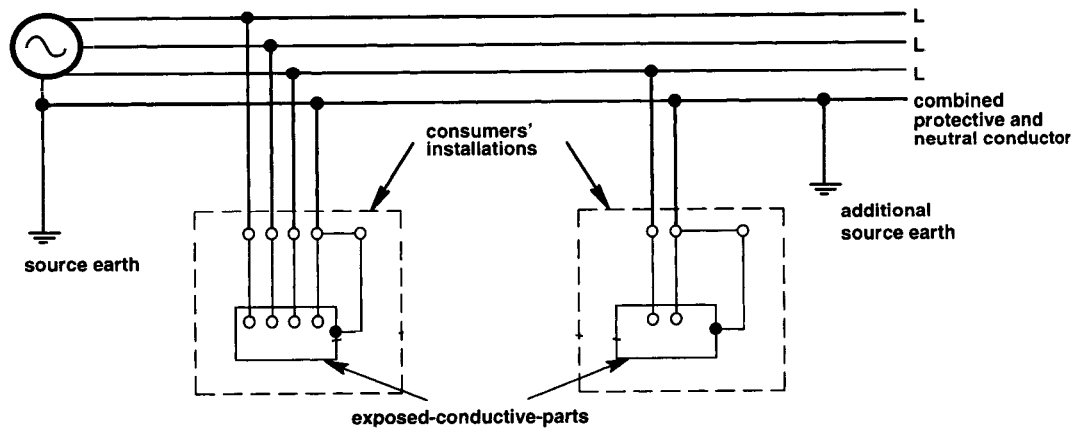 L
L
L
combined
protective and
neutral conductor
consumers'
installations
additional
source earth
source earth
exposed-conductive-parts